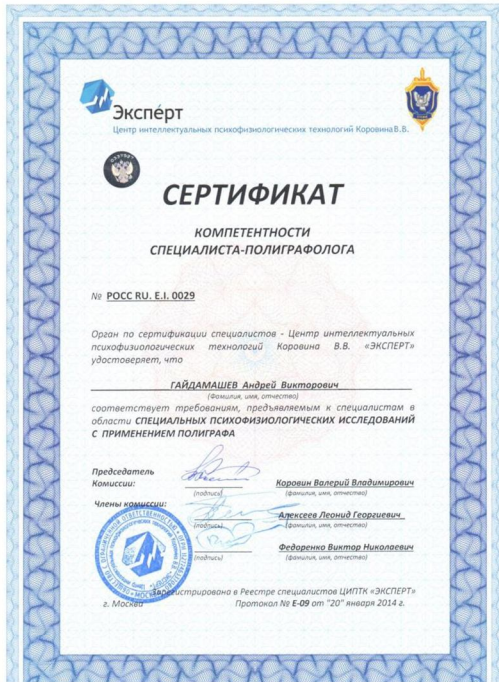 Эксперт
Центр интеллектуальных психофизиологических технологий Коровина В.В.
СЕРТИФИКАТ
КОМПЕТЕНТНОСТИ
СПЕЦИАЛИСТА-ПОЛИГРАФОЛОГА
№ РОСС RU. E.I. 0029
Орган по сертификации специалистов - Центр интеллектуальных
психофизиологических технологий Коровина В.В. «ЭКСПЕРТ»
удостоверяет, что
ГАЙДАМАШЕВ Андрей Викторович
(Фамилия, имя, отчество)
соответствует требованиям, предъявляемым к специалистам в
области СПЕЦИАЛЬНЫХ ПСИХОФИЗИОЛОГИЧЕСКИХ ИССЛЕДОВАНИЙ
С ПРИМЕНЕНИЕМ ПОЛИГРАФА
Председатель
Комиссии:
Коровин Валерий Владимирович
(подпись) (фамилия, имя, отчество)
Члены комиссии:
Алексеев Леонид Георгиевич
(подпись) (фамилия, имя, отчество)
Федоренко Виктор Николаевич
(подпись) (фамилия, имя, отчество)
Зарегистрирована в Реестре специалистов ЦИПТК «ЭКСПЕРТ»
г. Москва Протокол № E-09 от "20" января 2014 г.